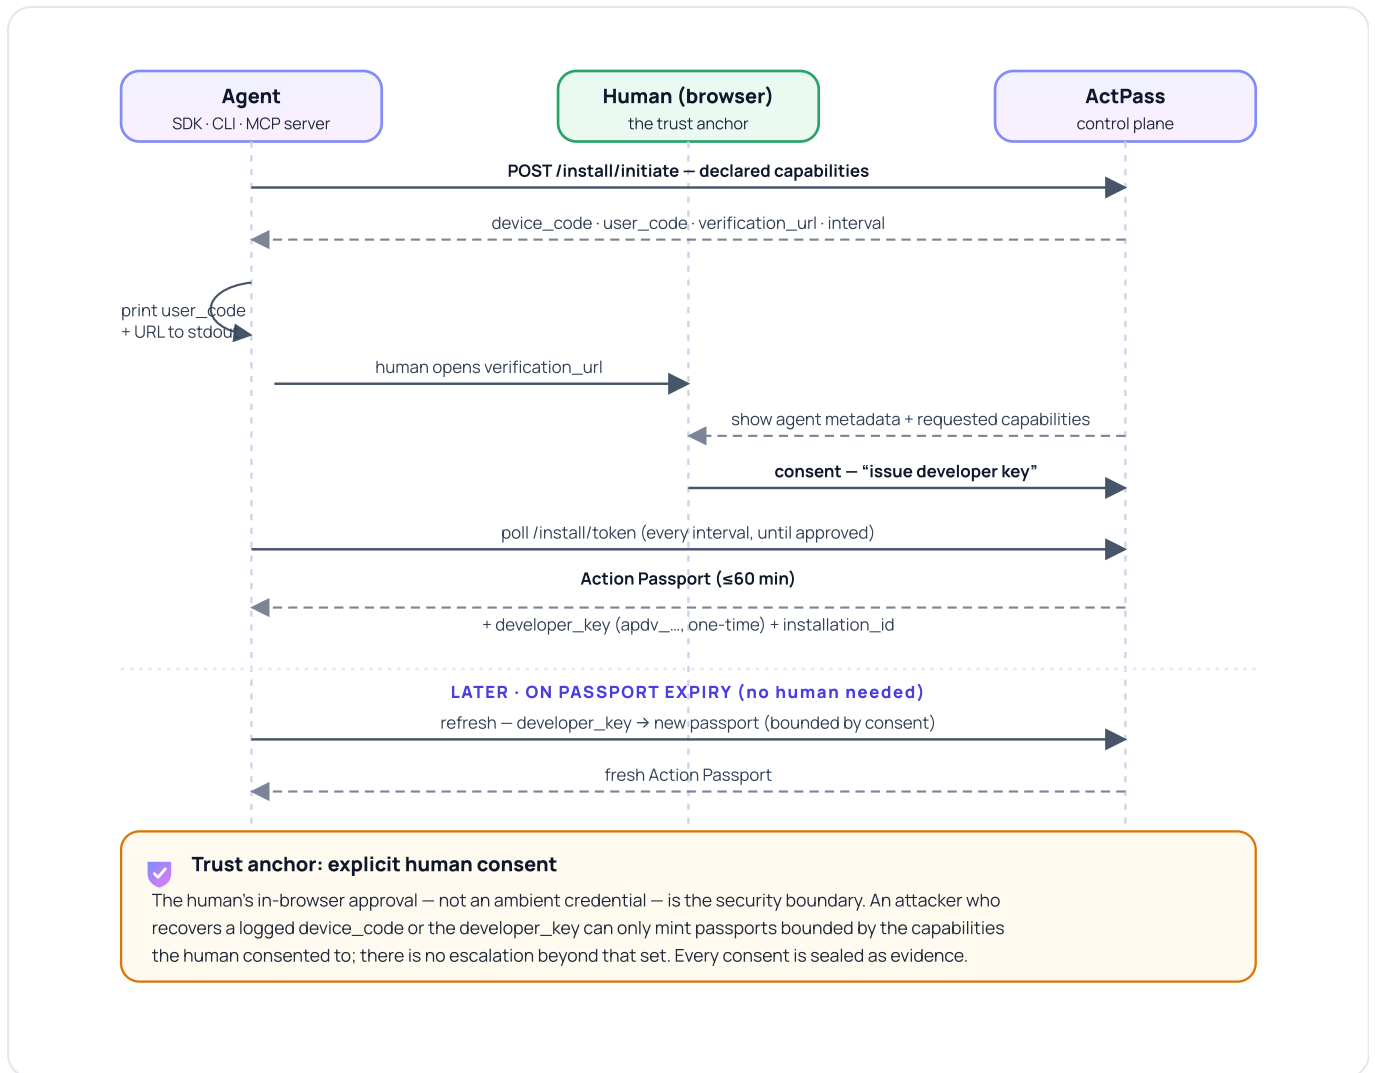 Agent
SDK · CLI · MCP server
Human (browser)
the trust anchor
ActPass
control plane
POST /install/initiate — declared capabilities
device_code · user_code · verification_url · interval
print user_code
+ URL to stdout
human opens verification_url
show agent metadata + requested capabilities
consent — “issue developer key”
poll /install/token (every interval, until approved)
Action Passport (≤60 min)
+ developer_key (apdv_…, one-time) + installation_id
LATER · ON PASSPORT EXPIRY (no human needed)
refresh — developer_key → new passport (bounded by consent)
fresh Action Passport
Trust anchor: explicit human consent
The human’s in-browser approval — not an ambient credential — is the security boundary. An attacker who
recovers a logged device_code or the developer_key can only mint passports bounded by the capabilities
the human consented to; there is no escalation beyond that set. Every consent is sealed as evidence.